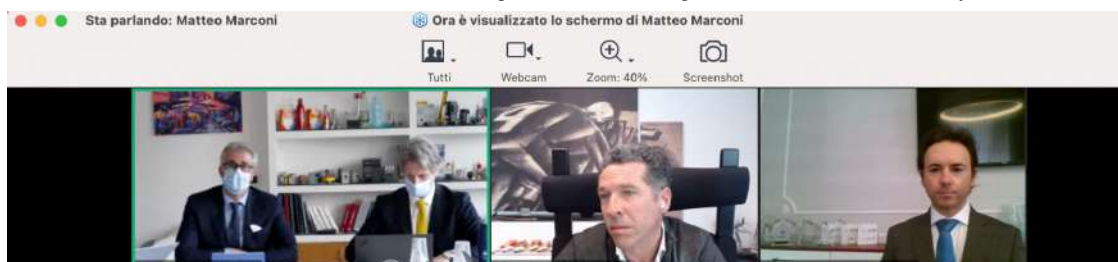 Sta parlando: Matteo Marconi
Ora è visualizzato lo schermo di Matteo Marconi
Tutti
Webcam
Zoom: 40%
Screenshot